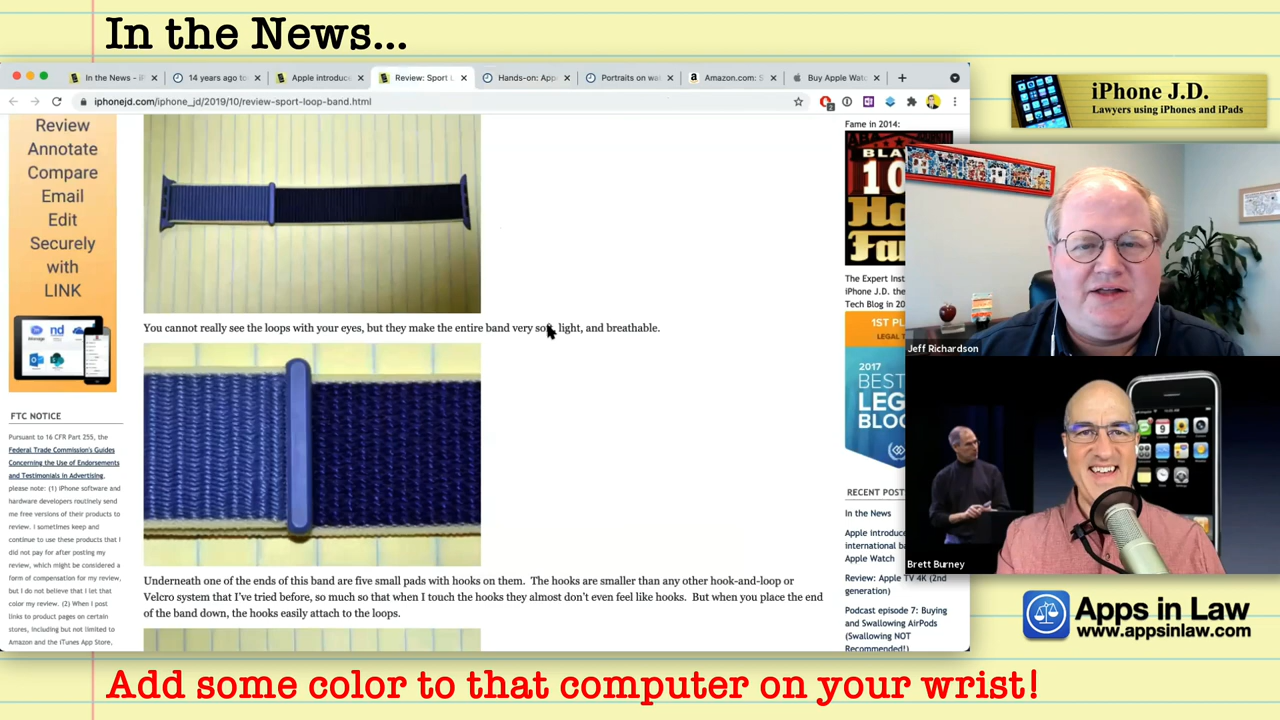 In the News...
In the News - iP
14 years ago to
Apple introduc
Review: Sport L
Hands-on: App
Portraits on wa
Amazon.com: S
Buy Apple Watc
iphonejd.com/iphone_jd/2019/10/review-sport-loop-band.html
Review
Annotate
Compare
Email
Edit
Securely
with
LINK
nd
FTC NOTICE
Pursuant to 16 CFR Part 255, the
Federal Trade Commission's Guides
Concerning the Use of Endorsements
and Testimonials in Advertising,
please note: (1) iPhone software and
hardware developers routinely send
me free versions of their products to
review. I sometimes keep and
continue to use these products that I
did not pay for after posting my
review, which might be considered a
form of compensation for my review,
but I do not believe that I let that
color my review. (2) When I post
links to product pages on certain
stores, including but not limited to
Amazon and the iTunes App Store,
You cannot really see the loops with your eyes, but they make the entire band very soft, light, and breathable.
Underneath one of the ends of this band are five small pads with hooks on them. The hooks are smaller than any other hook-and-loop or
Velcro system that I've tried before, so much so that when I touch the hooks they almost don't even feel like hooks. But when you place the end
of the band down, the hooks easily attach to the loops.
Fame in 2014:
BLA
10
Ho
Fa
The Expert Inst
iPhone J.D. the
Tech Blog in 20
1ST PL
LEGAL T
2017
BEST
LEG
BLOG
RECENT POST
In the News
Apple introduce
international ba
Apple Watch
Review: Apple TV 4K (2nd
generation)
Podcast episode 7: Buying
and Swallowing AirPods
(Swallowing NOT
Recommended!)
iPhone J.D.
Lawyers using iPhones and iPads
Jeff Richardson
Brett Burney
Apps in Law
www.appsinlaw.com
Add some color to that computer on your wrist!